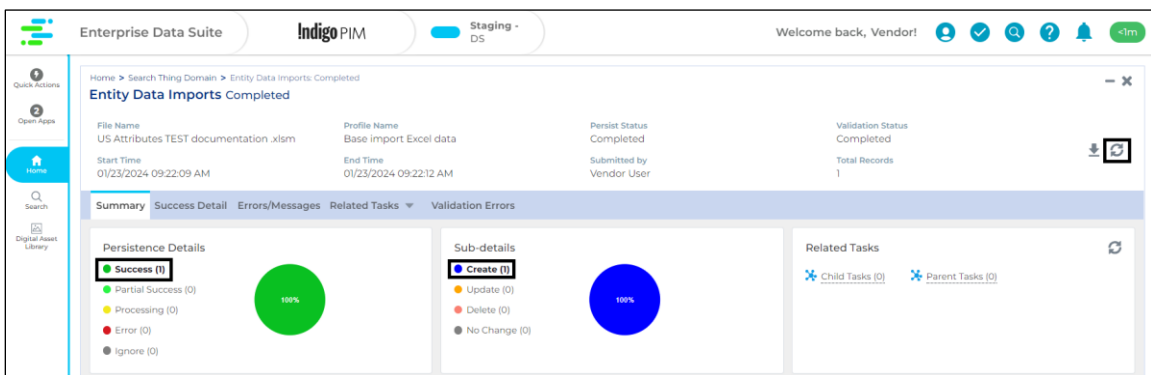 Enterprise Data Suite
Indigo PIM
Staging -
DS
Welcome back, Vendor!
<1m
Quick Actions
2
Open Apps
Home
Search
Digital Asset
Library
Home > Search Thing Domain > Entity Data Imports: Completed
Entity Data Imports Completed
File Name
US Attributes TEST documentation .xlsm
Profile Name
Base import Excel data
Persist Status
Completed
Validation Status
Completed
Start Time
01/23/2024 09:22:09 AM
End Time
01/23/2024 09:22:12 AM
Submitted by
Vendor User
Total Records
1
Summary Success Detail Errors/Messages Related Tasks Validation Errors
Persistence Details
Success (1)
Partial Success (0)
Processing (0)
Error (0)
Ignore (0)
100%
Sub-details
Create (1)
Update (0)
Delete (0)
No Change (0)
100%
Related Tasks
Child Tasks (0) Parent Tasks (0)